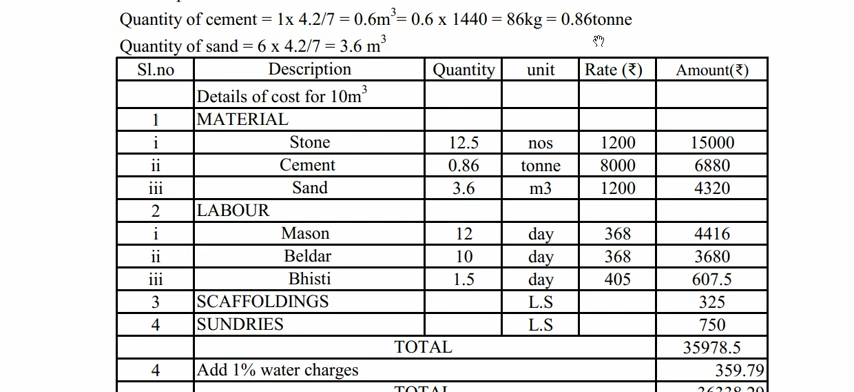 Quantity of cement = 1x 4.2/7 = 0.6m³= 0.6 x 1440 = 86kg = 0.86tonne
Quantity of sand = 6 x 4.2/7 = 3.6 m³
Sl.no Description Quantity unit Rate (₹) Amount(₹)
Details of cost for 10m³
1 MATERIAL
i Stone 12.5 nos 1200 15000
ii Cement 0.86 tonne 8000 6880
iii Sand 3.6 m3 1200 4320
2 LABOUR
i Mason 12 day 368 4416
ii Beldar 10 day 368 3680
iii Bhisti 1.5 day 405 607.5
3 SCAFFOLDINGS L.S 325
4 SUNDRIES L.S 750
TOTAL 35978.5
4 Add 1% water charges 359.79
TOTAL 36338.29